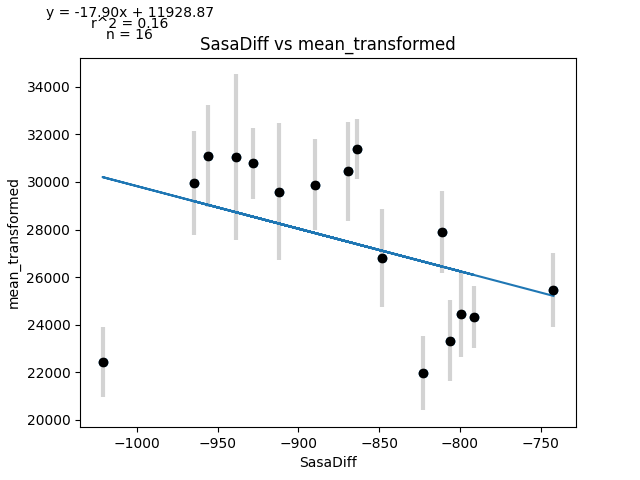 y = -17.90x + 11928.87
r^2 = 0.16
n = 16
SasaDiff vs mean_transformed
mean_transformed
34000
32000
30000
28000
26000
24000
22000
20000
−1000
−950
−900
−850
−800
−750
SasaDiff